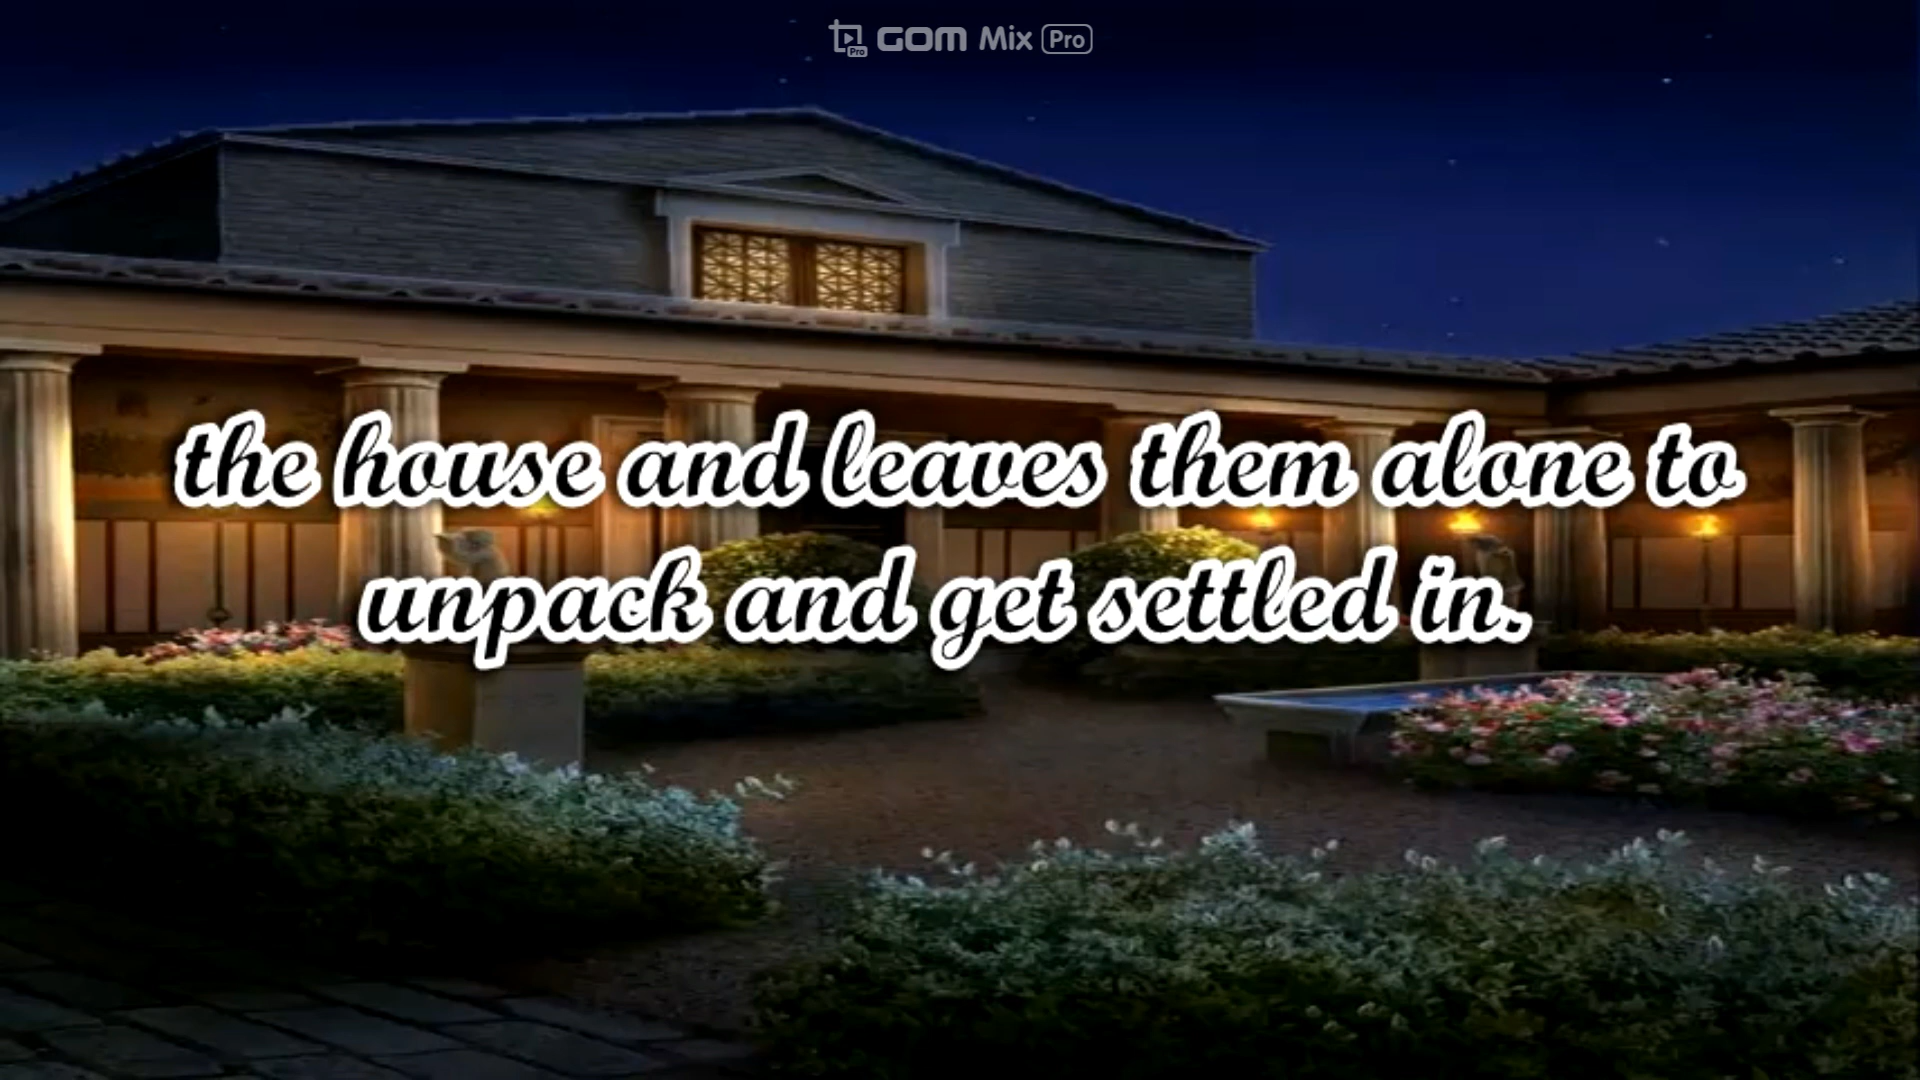 GOM Mix Pro
the house and leaves them alone to
unpack and get settled in.